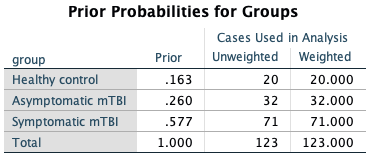 Prior Probabilities for Groups
Cases Used in Analysis
group Prior Unweighted Weighted
Healthy control .163 20 20.000
Asymptomatic mTBI .260 32 32.000
Symptomatic mTBI .577 71 71.000
Total 1.000 123 123.000